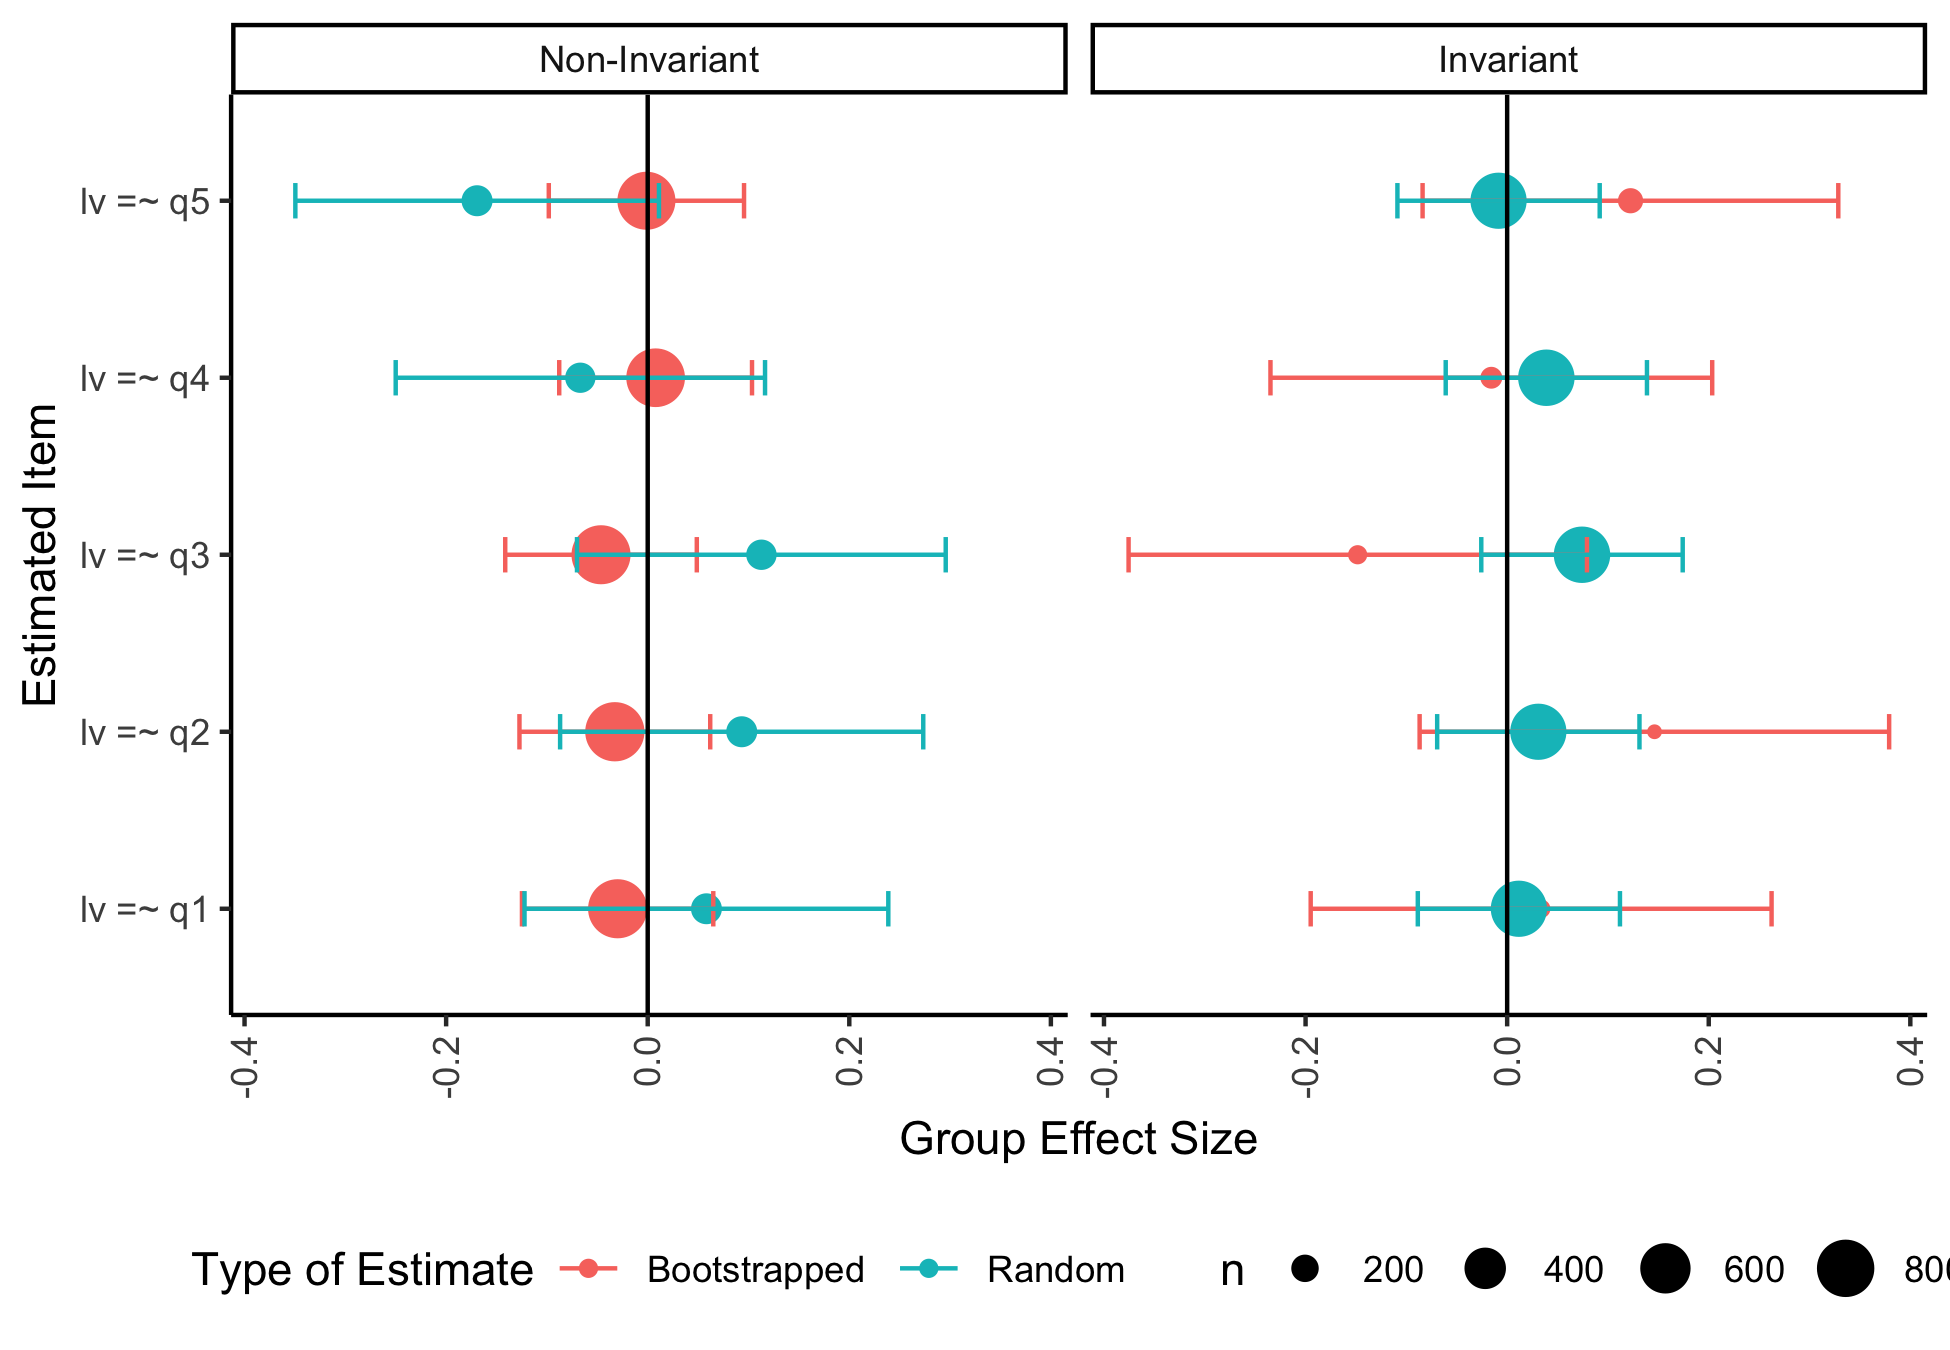 Non-Invariant Invariant
Estimated Item
lv =~ q5
lv =~ q4
lv =~ q3
lv =~ q2
lv =~ q1
-0.4 -0.2 0.0 0.2 0.4 -0.4 -0.2 0.0 0.2 0.4
Group Effect Size
Type of Estimate Bootstrapped Random n 200 400 600